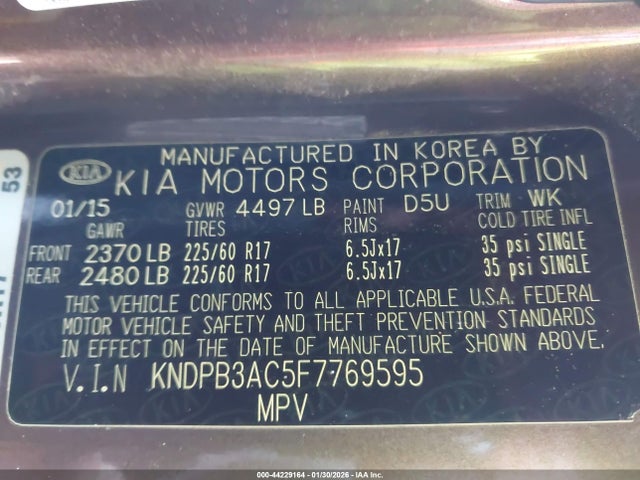 53
MANUFACTURED IN KOREA BY
KIA KIA MOTORS CORPORATION
01/15 GVWR 4497 LB PAINT D5U TRIM WK
GAWR TIRES RIMS COLD TIRE INFL
FRONT 2370 LB 225/60 R17 6.5Jx17 35 psi SINGLE
REAR 2480 LB 225/60 R17 6.5Jx17 35 psi SINGLE
THIS VEHICLE CONFORMS TO ALL APPLICABLE U.S.A. FEDERAL
MOTOR VEHICLE SAFETY AND THEFT PREVENTION STANDARDS
IN EFFECT ON THE DATE OF MANUFACTURE SHOWN ABOVE.
V.I.N KNDPB3AC5F7769595
MPV
000-44229164 - 01/30/2026 - IAA Inc.